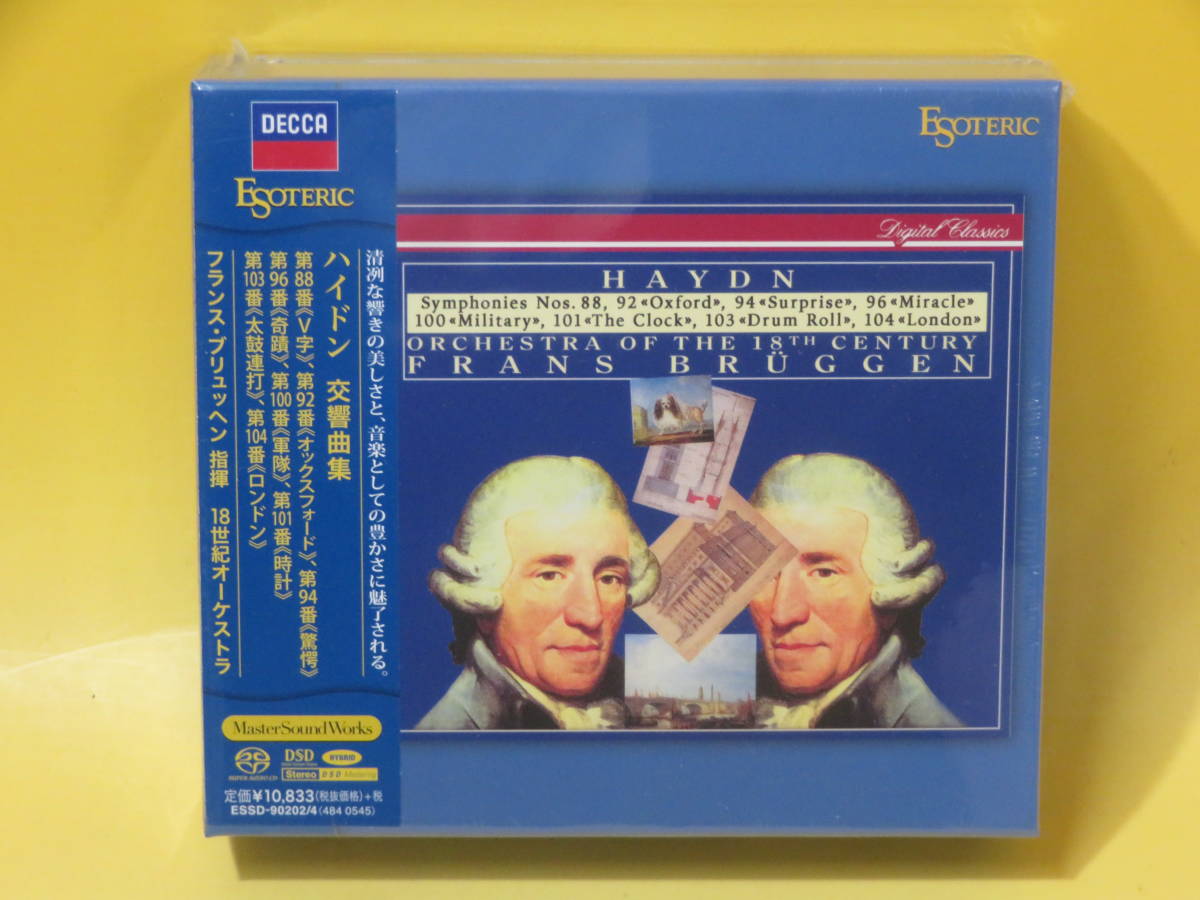 DECCA
ESOTERIC
清冽な響きの美しさと、音楽としての豊かさに魅了される。
ハイドン 交響曲集
第88番《V字》、第92番《オックスフォード》、第94番《驚愕》
第96番《奇蹟》、第100番《軍隊》、第101番《時計》
第103番《太鼓連打》、第104番《ロンドン》
フランス・ブリュッヘン 指揮 18世紀オーケストラ
MasterSoundWorks
SUPER AUDIO CD
DSD
HYBRID
Stereo
DSD Mastering
定価¥10,833(税抜価格)+税
ESSD-90202/4(484 0545)
ESOTERIC
Digital Classics
HAYDN
Symphonies Nos. 88, 92 «Oxford», 94 «Surprise», 96 «Miracle»
100 «Military», 101 «The Clock», 103 «Drum Roll», 104 «London»
ORCHESTRA OF THE 18TH CENTURY
FRANS BRÜGGEN